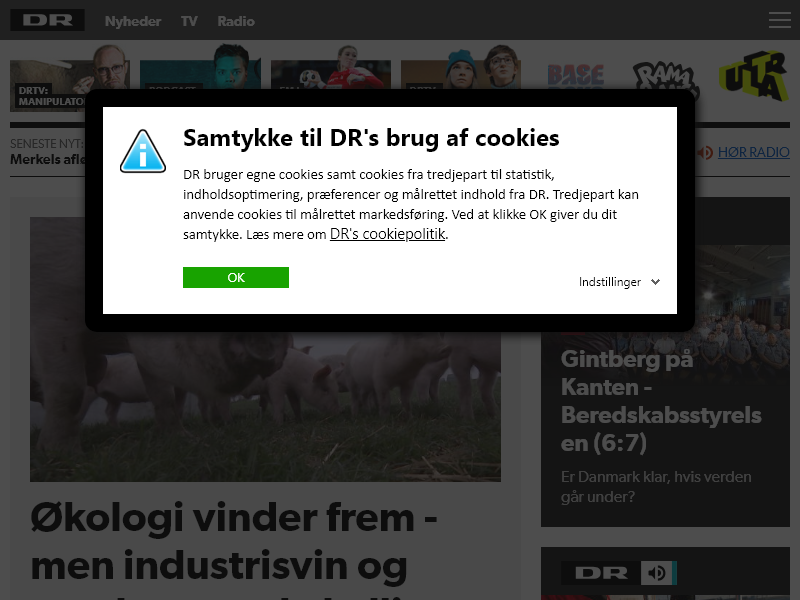 DR Nyheder TV Radio
DRTV:
MANIPULATO
BASE
RAMA
ULTRA
SENESTE NYT:
Merkels afle
HØR RADIO
Samtykke til DR's brug af cookies
DR bruger egne cookies samt cookies fra tredjepart til statistik,
indholdsoptimering, præferencer og målrettet indhold fra DR. Tredjepart kan
anvende cookies til målrettet markedsføring. Ved at klikke OK giver du dit
samtykke. Læs mere om DR's cookiepolitik.
OK
Indstillinger
Gintberg på
Kanten -
Beredskabsstyrels
en (6:7)
Er Danmark klar, hvis verden
går under?
Økologi vinder frem -
men industrisvin og
DR